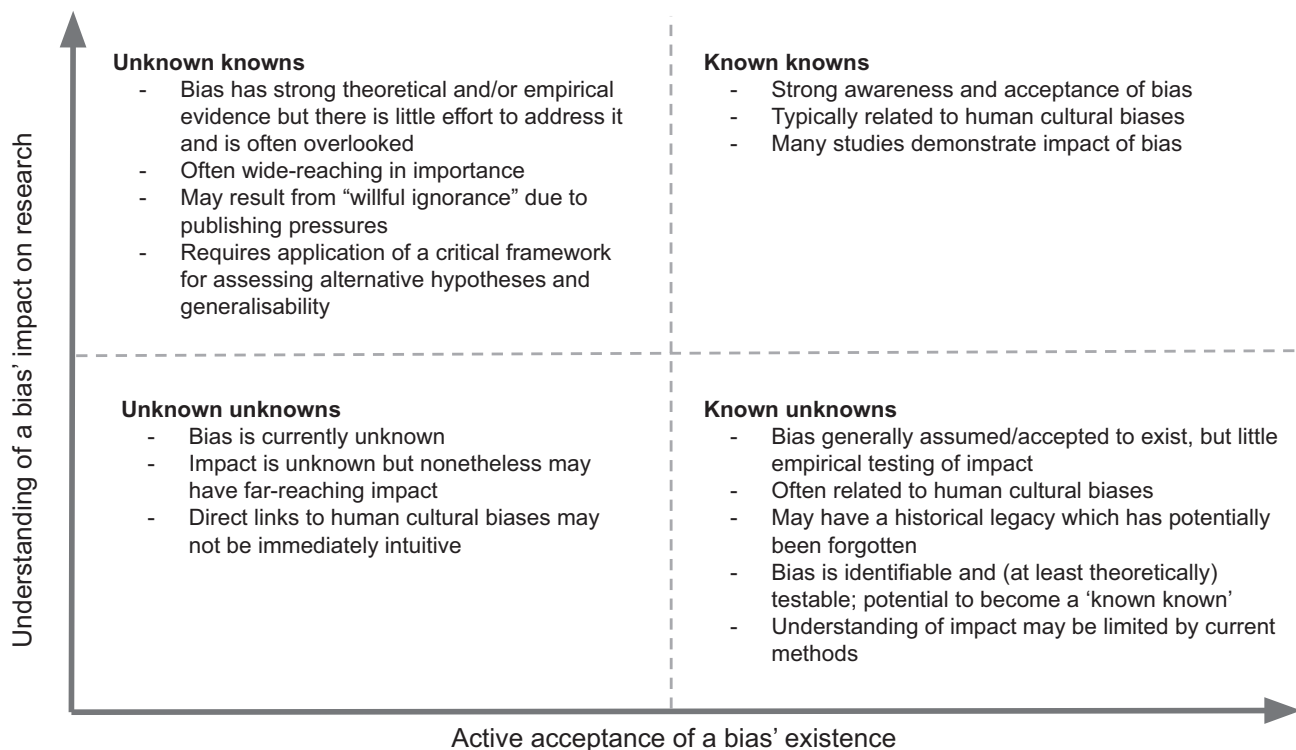 Understanding of a bias' impact on research
Unknown knowns
- Bias has strong theoretical and/or empirical
evidence but there is little effort to address it
and is often overlooked
- Often wide-reaching in importance
- May result from “willful ignorance” due to
publishing pressures
- Requires application of a critical framework
for assessing alternative hypotheses and
generalisability
Known knowns
- Strong awareness and acceptance of bias
- Typically related to human cultural biases
- Many studies demonstrate impact of bias
Unknown unknowns
- Bias is currently unknown
- Impact is unknown but nonetheless may
have far-reaching impact
- Direct links to human cultural biases may
not be immediately intuitive
Known unknowns
- Bias generally assumed/accepted to exist, but little
empirical testing of impact
- Often related to human cultural biases
- May have a historical legacy which has potentially
been forgotten
- Bias is identifiable and (at least theoretically)
testable; potential to become a ‘known known’
- Understanding of impact may be limited by current
methods
Active acceptance of a bias' existence